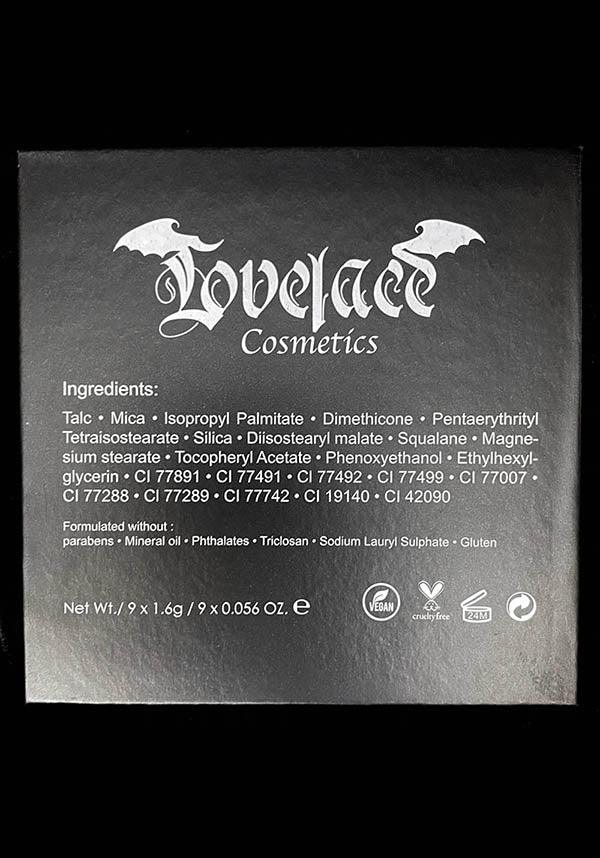 Lovelace
Cosmetics
Ingredients:
Talc • Mica • Isopropyl Palmitate • Dimethicone • Pentaerythrityl
Tetraisostearate • Silica • Diisostearyl malate • Squalane • Magne-
sium stearate • Tocopheryl Acetate • Phenoxyethanol • Ethylhexyl-
glycerin • CI 77891 • CI 77491 • CI 77492 • CI 77499 • CI 77007 •
CI 77288 • CI 77289 • CI 77742 • CI 19140 • CI 42090
Formulated without :
parabens • Mineral oil • Phthalates • Triclosan • Sodium Lauryl Sulphate • Gluten
Net Wt./ 9 x 1.6g / 9 x 0.056 OZ. ℮
VEGAN
cruelty free
24M